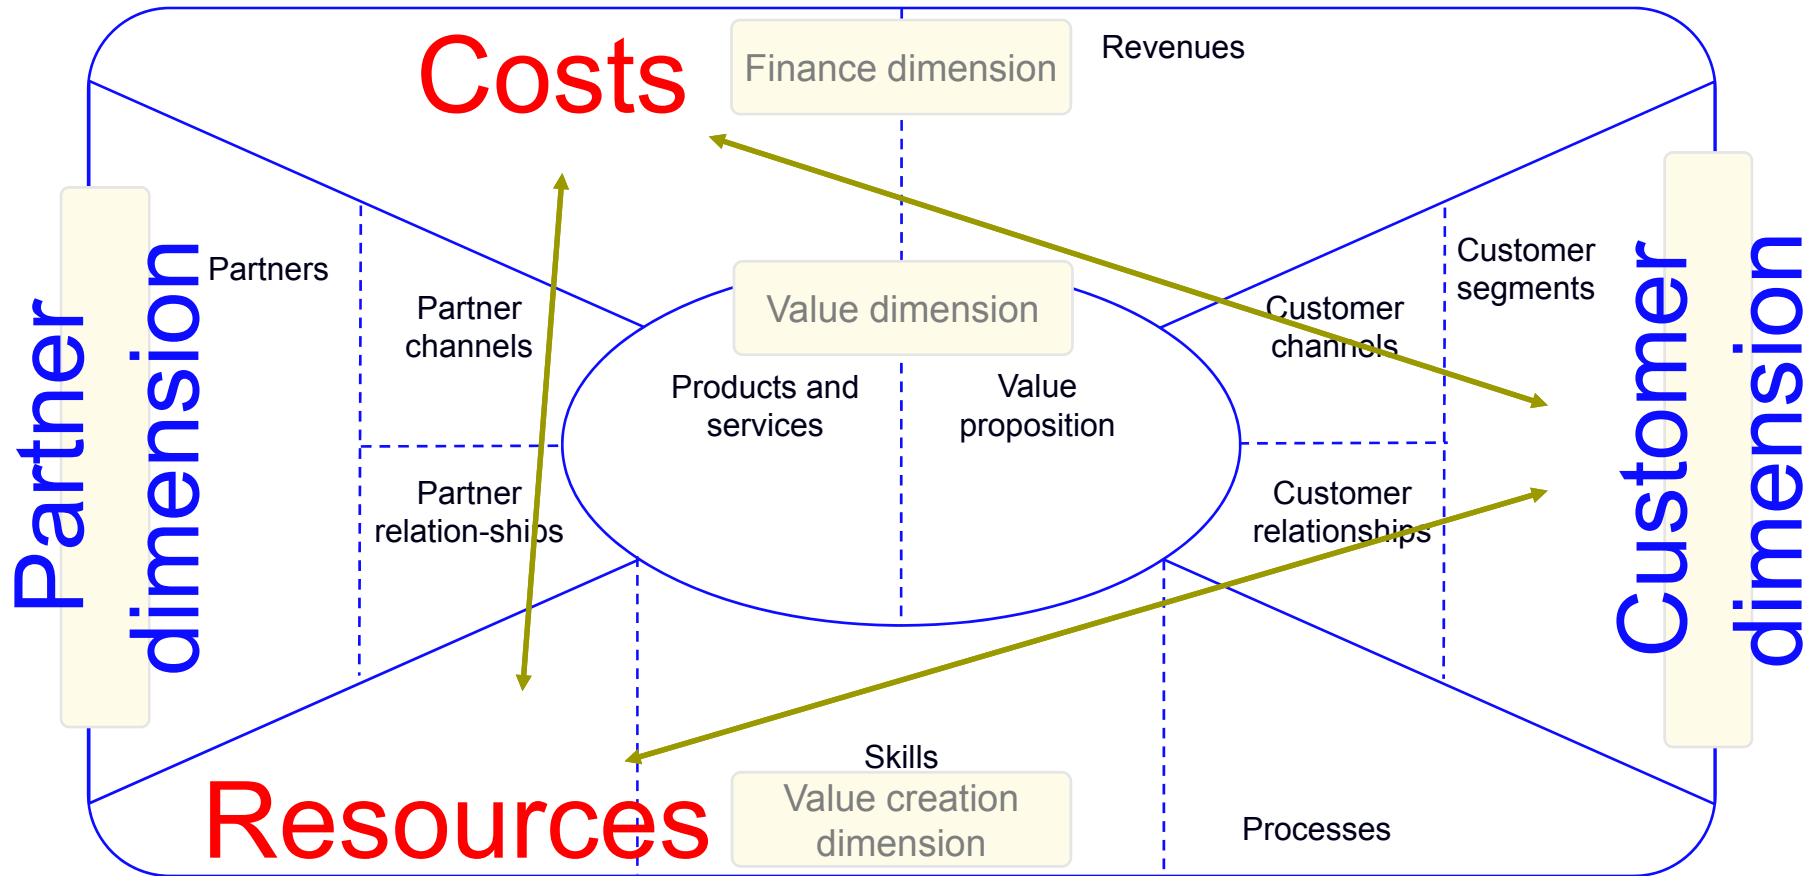 Costs
Finance dimension
Revenues
Partner
dimension
Partners
Partner
channels
Partner
relation-ships
Value dimension
Products and
services
Value
proposition
Customer
channels
Customer
relationships
Customer
segments
Customer
dimension
Resources
Skills
Value creation
dimension
Processes